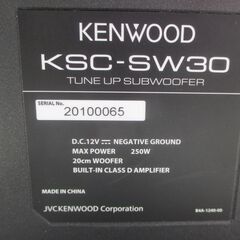 KENWOOD
KSC-SW30
TUNE UP SUBWOOFER
SERIAL No.
20100065
D.C.12V ⎓ NEGATIVE GROUND
MAX POWER 250W
20cm WOOFER
BUILT-IN CLASS D AMPLIFIER
MADE IN CHINA
JVCKENWOOD Corporation